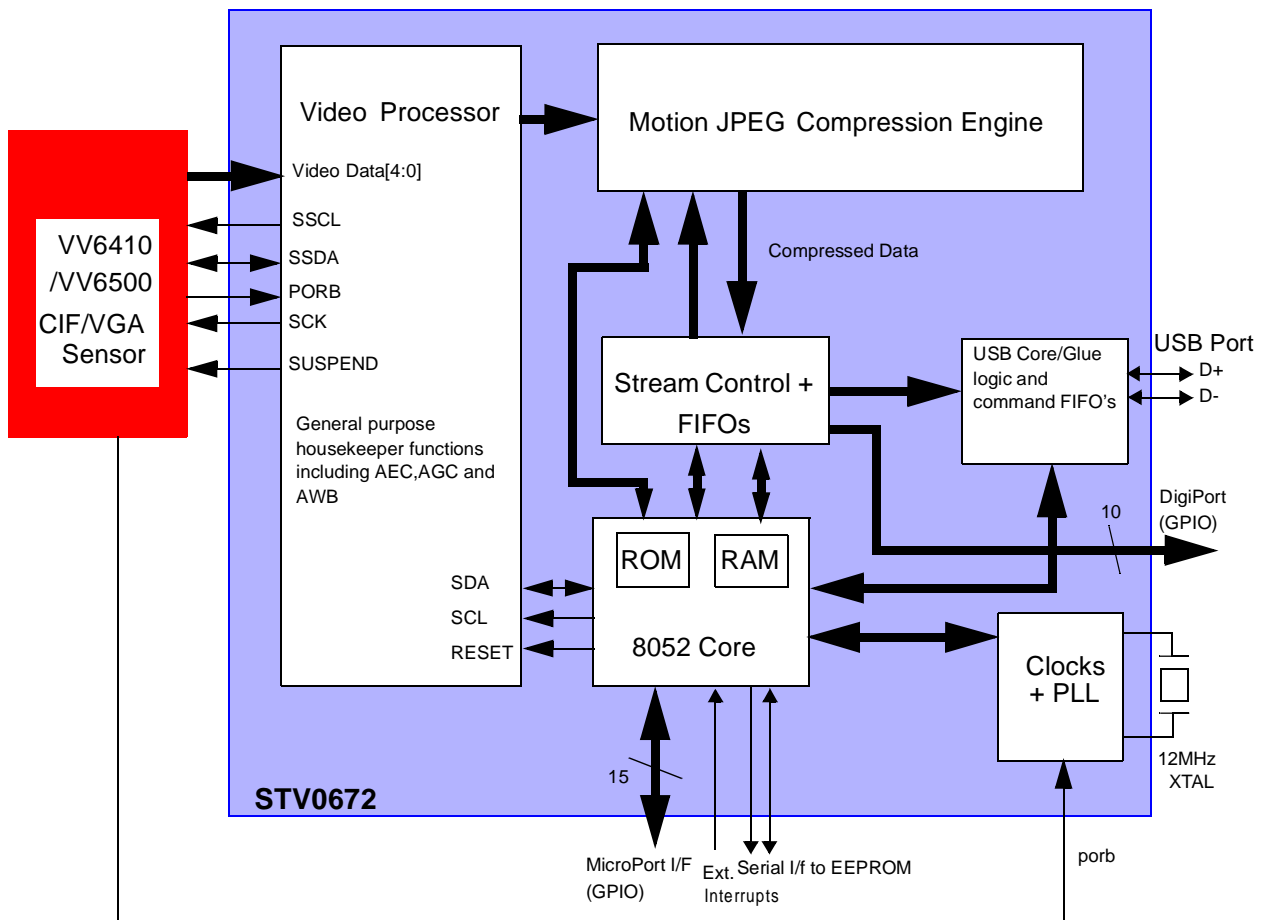 Video Processor
Motion JPEG Compression Engine
Video Data[4:0]
SSCL
SSDA
PORB
SCK
SUSPEND
VV6410
/VV6500
CIF/VGA
Sensor
General purpose
housekeeper functions
including AEC,AGC and
AWB
Compressed Data
Stream Control +
FIFOs
USB Core/Glue
logic and
command FIFO's
USB Port
D+
D-
DigiPort
(GPIO)
10
ROM
RAM
8052 Core
SDA
SCL
RESET
Clocks
+ PLL
12MHz
XTAL
15
STV0672
MicroPort I/F
(GPIO)
Ext.
Interrupts
Serial I/f to EEPROM
porb